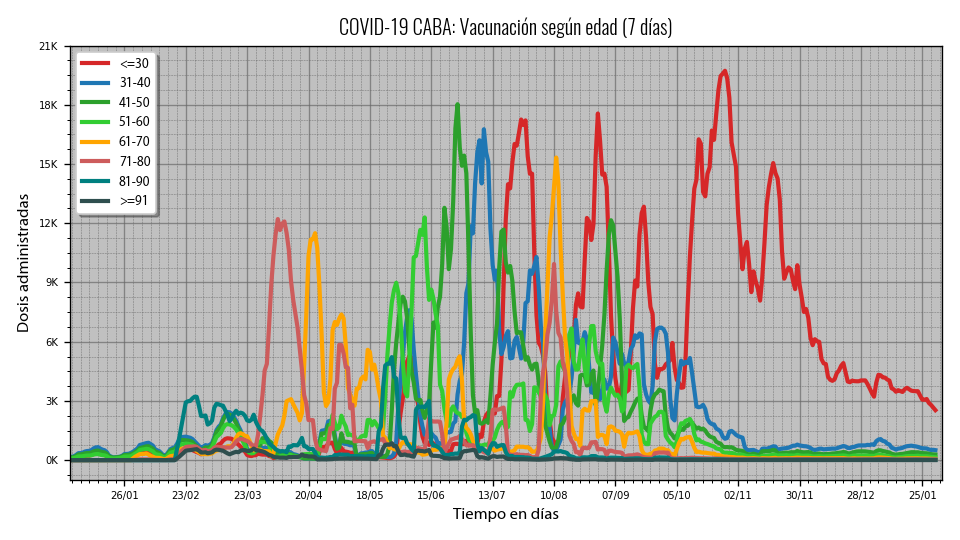 COVID-19 CABA: Vacunación según edad (7 días)
21K
18K
15K
12K
9K
6K
3K
0K
Dosis administradas
<=30
31-40
41-50
51-60
61-70
71-80
81-90
>=91
26/01
23/02
23/03
20/04
18/05
15/06
13/07
10/08
07/09
05/10
02/11
30/11
28/12
25/01
Tiempo en días